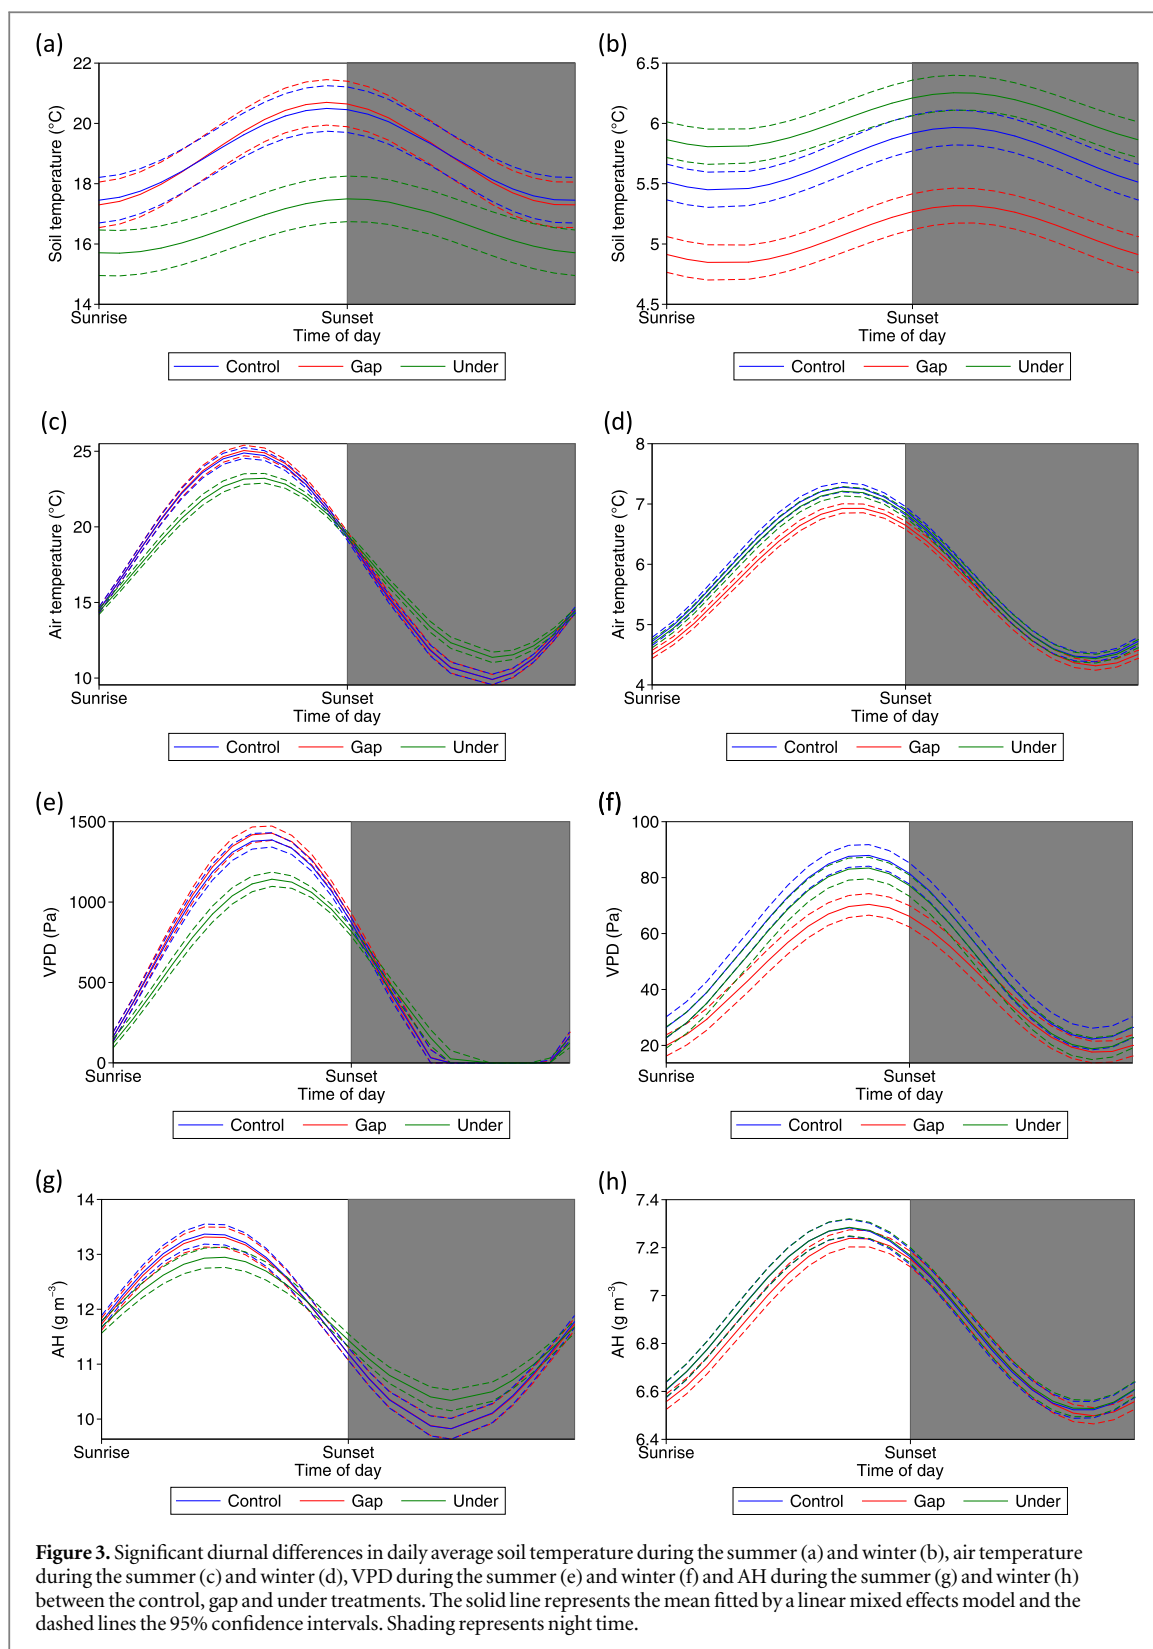 (a)
22
20
18
16
14
Soil temperature (°C)
Sunrise
Sunset
Time of day
Control Gap Under
(b)
6.5
6
5.5
5
4.5
Soil temperature (°C)
Sunrise
Sunset
Time of day
Control Gap Under
(c)
25
20
15
10
Air temperature (°C)
Sunrise
Sunset
Time of day
Control Gap Under
(d)
8
7
6
5
4
Air temperature (°C)
Sunrise
Sunset
Time of day
Control Gap Under
(e)
1500
1000
500
0
VPD (Pa)
Sunrise
Sunset
Time of day
Control Gap Under
(f)
100
80
60
40
20
VPD (Pa)
Sunrise
Sunset
Time of day
Control Gap Under
(g)
14
13
12
11
10
AH (g m⁻³)
Sunrise
Sunset
Time of day
Control Gap Under
(h)
7.4
7.2
7
6.8
6.6
6.4
AH (g m⁻³)
Sunrise
Sunset
Time of day
Control Gap Under
Figure 3. Significant diurnal differences in daily average soil temperature during the summer (a) and winter (b), air temperature
during the summer (c) and winter (d), VPD during the summer (e) and winter (f) and AH during the summer (g) and winter (h)
between the control, gap and under treatments. The solid line represents the mean fitted by a linear mixed effects model and the
dashed lines the 95% confidence intervals. Shading represents night time.